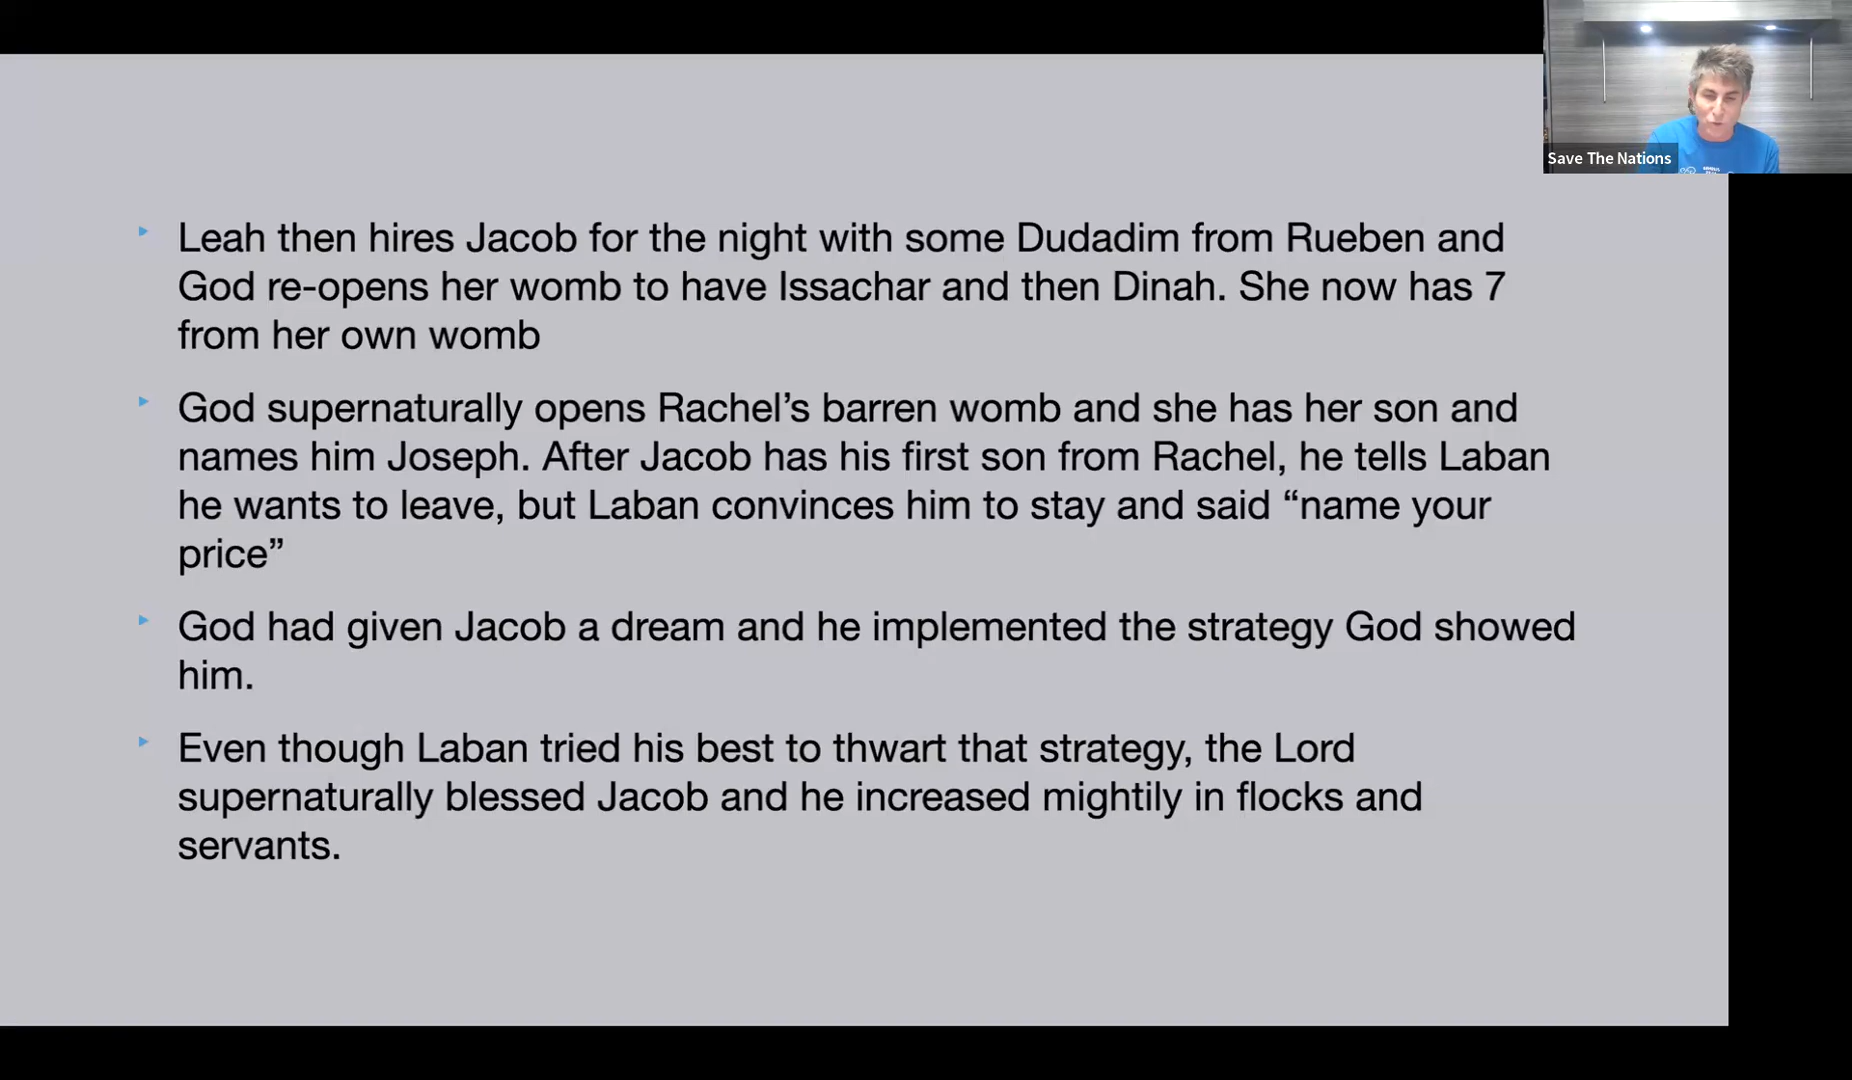 Save The Nations
Leah then hires Jacob for the night with some Dudadim from Rueben and
God re-opens her womb to have Issachar and then Dinah. She now has 7
from her own womb
God supernaturally opens Rachel’s barren womb and she has her son and
names him Joseph. After Jacob has his first son from Rachel, he tells Laban
he wants to leave, but Laban convinces him to stay and said “name your
price”
God had given Jacob a dream and he implemented the strategy God showed
him.
Even though Laban tried his best to thwart that strategy, the Lord
supernaturally blessed Jacob and he increased mightily in flocks and
servants.